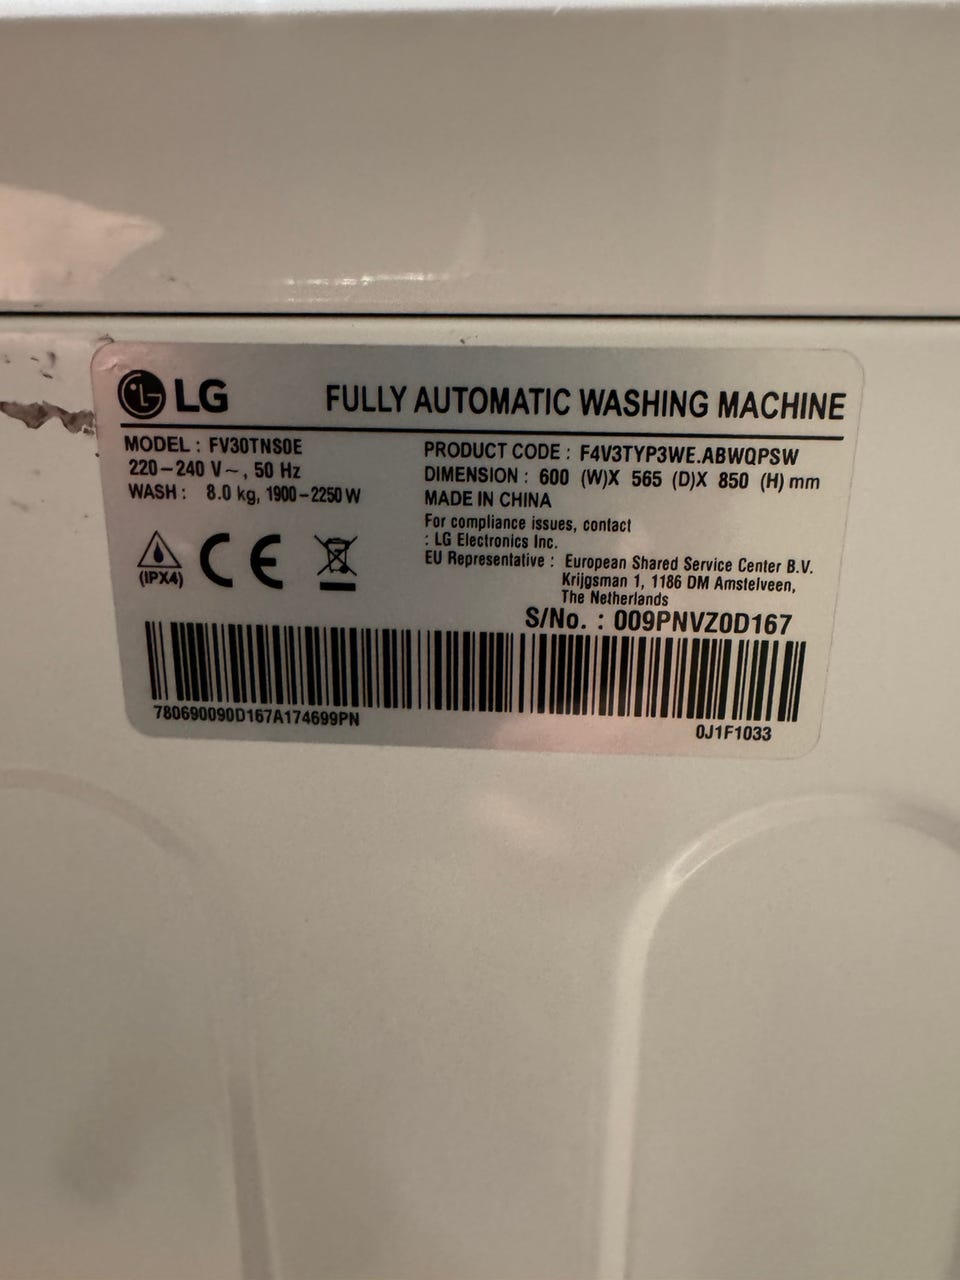 LG FULLY AUTOMATIC WASHING MACHINE
MODEL : FV30TNS0E
220-240 V~, 50 Hz
WASH : 8.0 kg, 1900-2250 W
PRODUCT CODE : F4V3TYP3WE.ABWQPSW
DIMENSION : 600 (W)X 565 (D)X 850 (H) mm
MADE IN CHINA
For compliance issues, contact
: LG Electronics Inc.
EU Representative : European Shared Service Center B.V.
Krijgsman 1, 1186 DM Amstelveen,
The Netherlands
(IPX4) CE
S/No. : 009PNVZ0D167
780690090D167A174699PN
0J1F1033